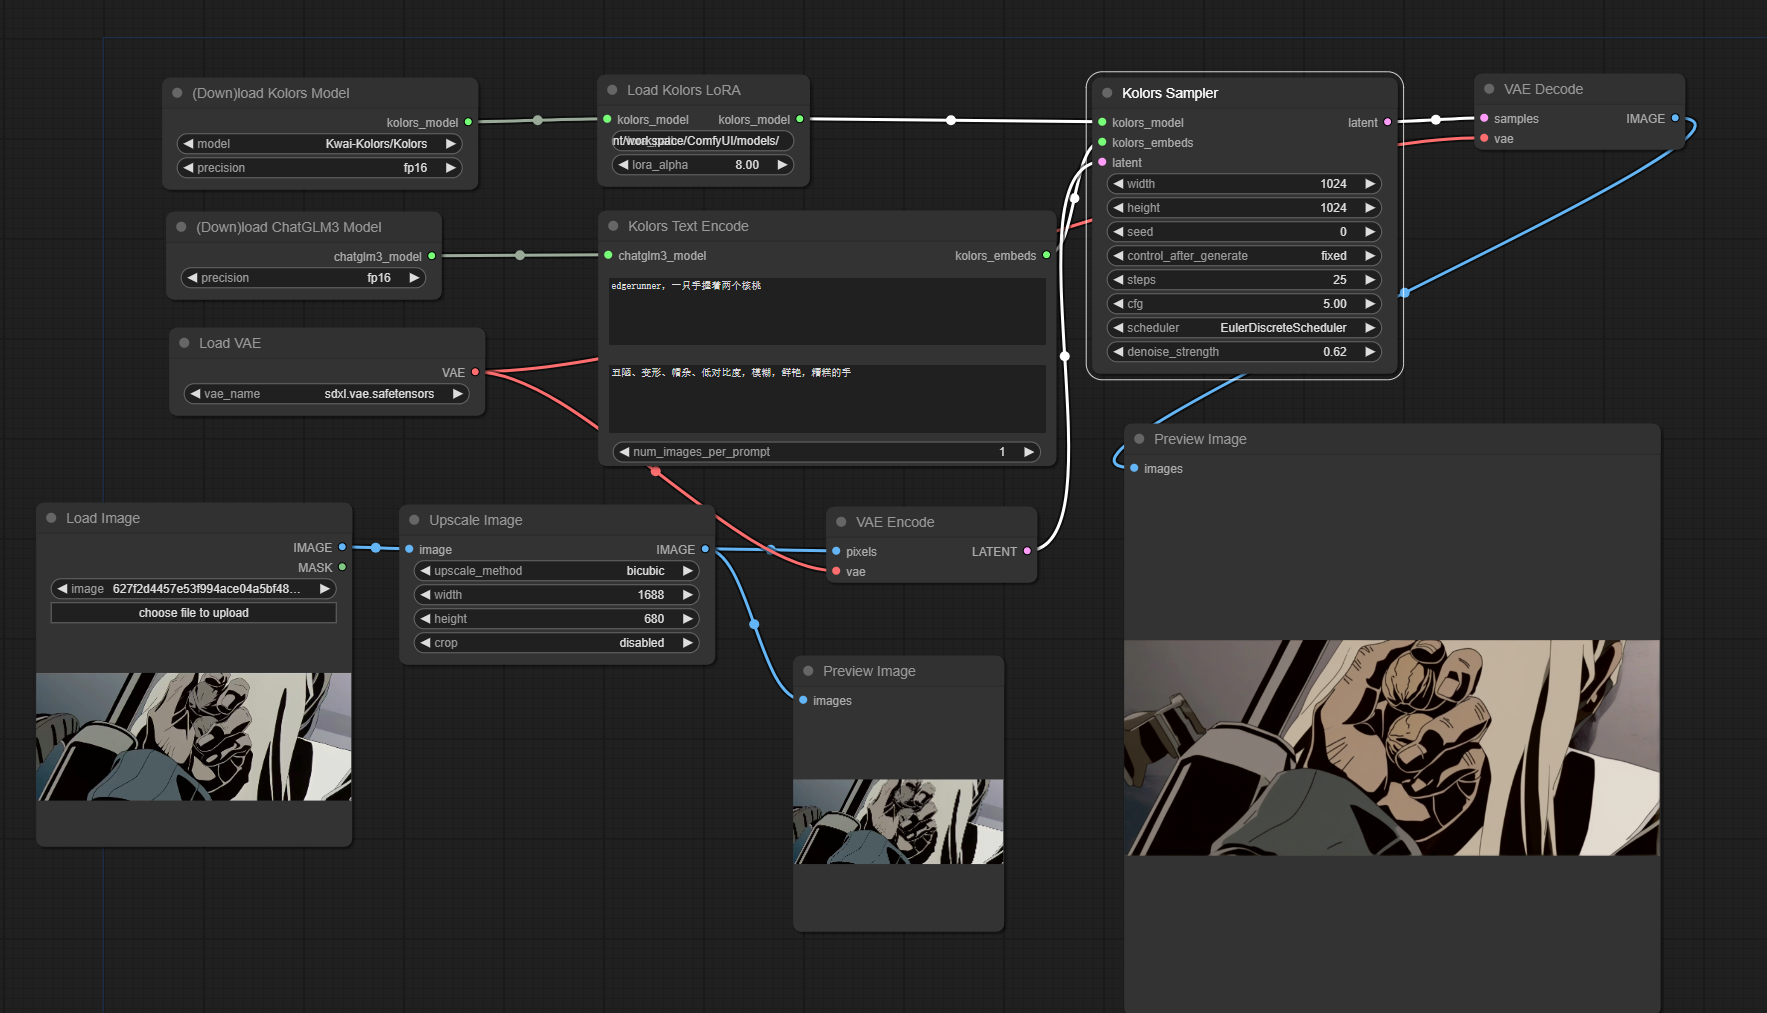 (Down)load Kolors Model
kolors_model
model Kwai-Kolors/Kolors
precision fp16
Load Kolors LoRA
kolors_model kolors_model
nt/workspace/ComfyUI/models/
lora_alpha 8.00
Kolors Sampler
kolors_model latent
kolors_embeds
latent
width 1024
height 1024
seed 0
control_after_generate fixed
steps 25
cfg 5.00
scheduler EulerDiscreteScheduler
denoise_strength 0.62
VAE Decode
samples IMAGE
vae
(Down)load ChatGLM3 Model
chatglm3_model
precision fp16
Kolors Text Encode
chatglm3_model kolors_embeds
edgerunner，一只手握着两个核桃
丑陋、变形、嘈杂、低对比度，模糊，鲜艳，糟糕的手
num_images_per_prompt 1
Load VAE
VAE
vae_name sdxl.vae.safetensors
Load Image
IMAGE
MASK
image 627f2d4457e53f994ace04a5bf48...
choose file to upload
Upscale Image
image IMAGE
upscale_method bicubic
width 1688
height 680
crop disabled
VAE Encode
pixels LATENT
vae
Preview Image
images
Preview Image
images